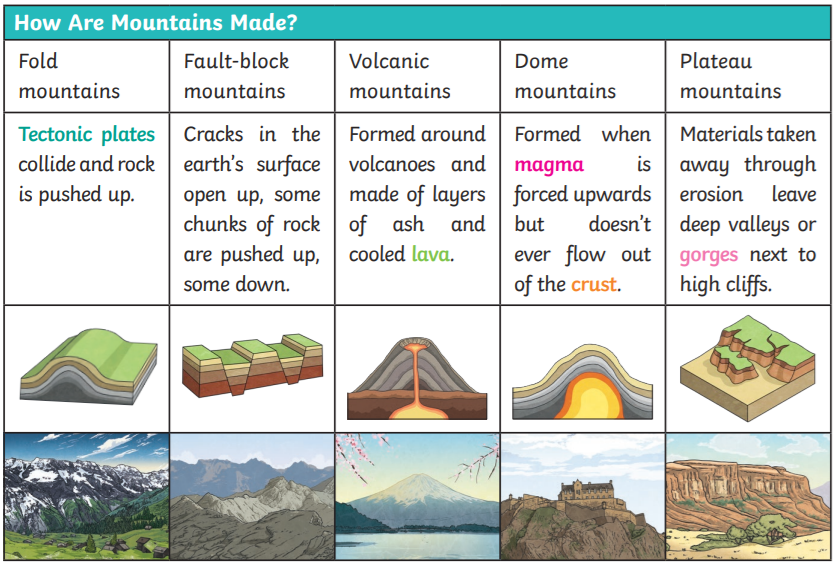 How Are Mountains Made?
Fold
mountains
Fault-block
mountains
Volcanic
mountains
Dome
mountains
Plateau
mountains
Tectonic plates
collide and rock
is pushed up.
Cracks in the
earth's surface
open up, some
chunks of rock
are pushed up,
some down.
Formed around
volcanoes and
made of layers
of ash and
cooled lava.
Formed when
magma is
forced upwards
but doesn't
ever flow out
of the crust.
Materials taken
away through
erosion leave
deep valleys or
gorges next to
high cliffs.